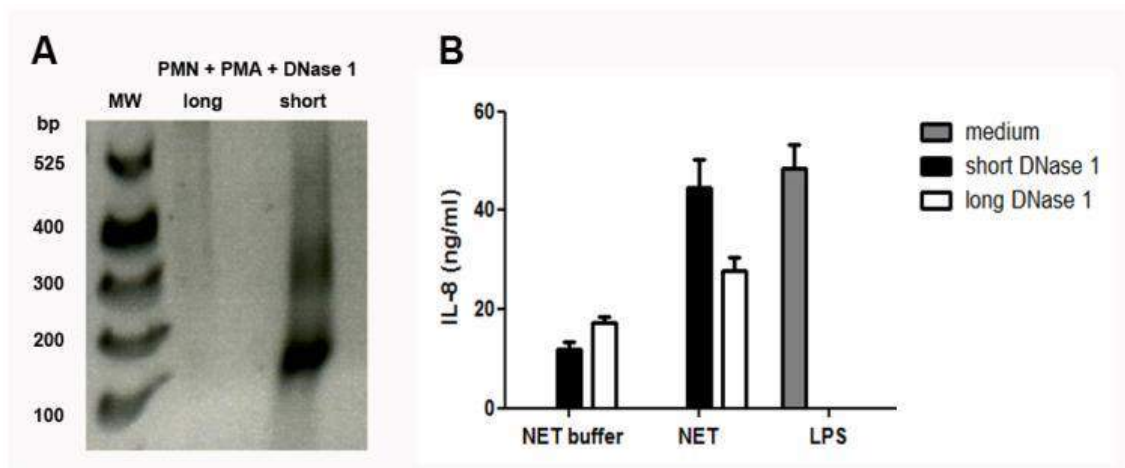 A
PMN + PMA + DNase 1
MW long short
bp
525
400
300
200
100
B
60
40
20
0
IL-8 (ng/ml)
NET buffer NET LPS
medium
short DNase 1
long DNase 1